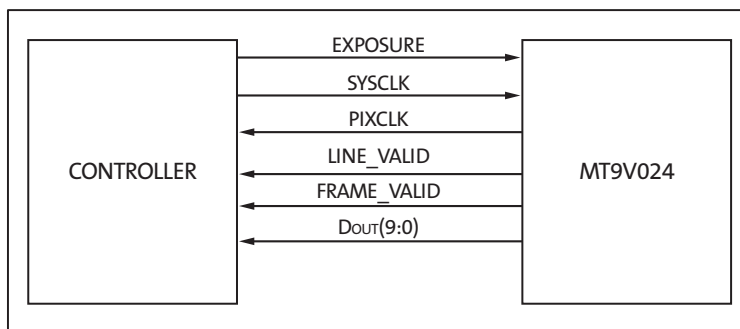 EXPOSURE
SYSCLK
PIXCLK
LINE_VALID
CONTROLLER
MT9V024
FRAME_VALID
DOUT(9:0)